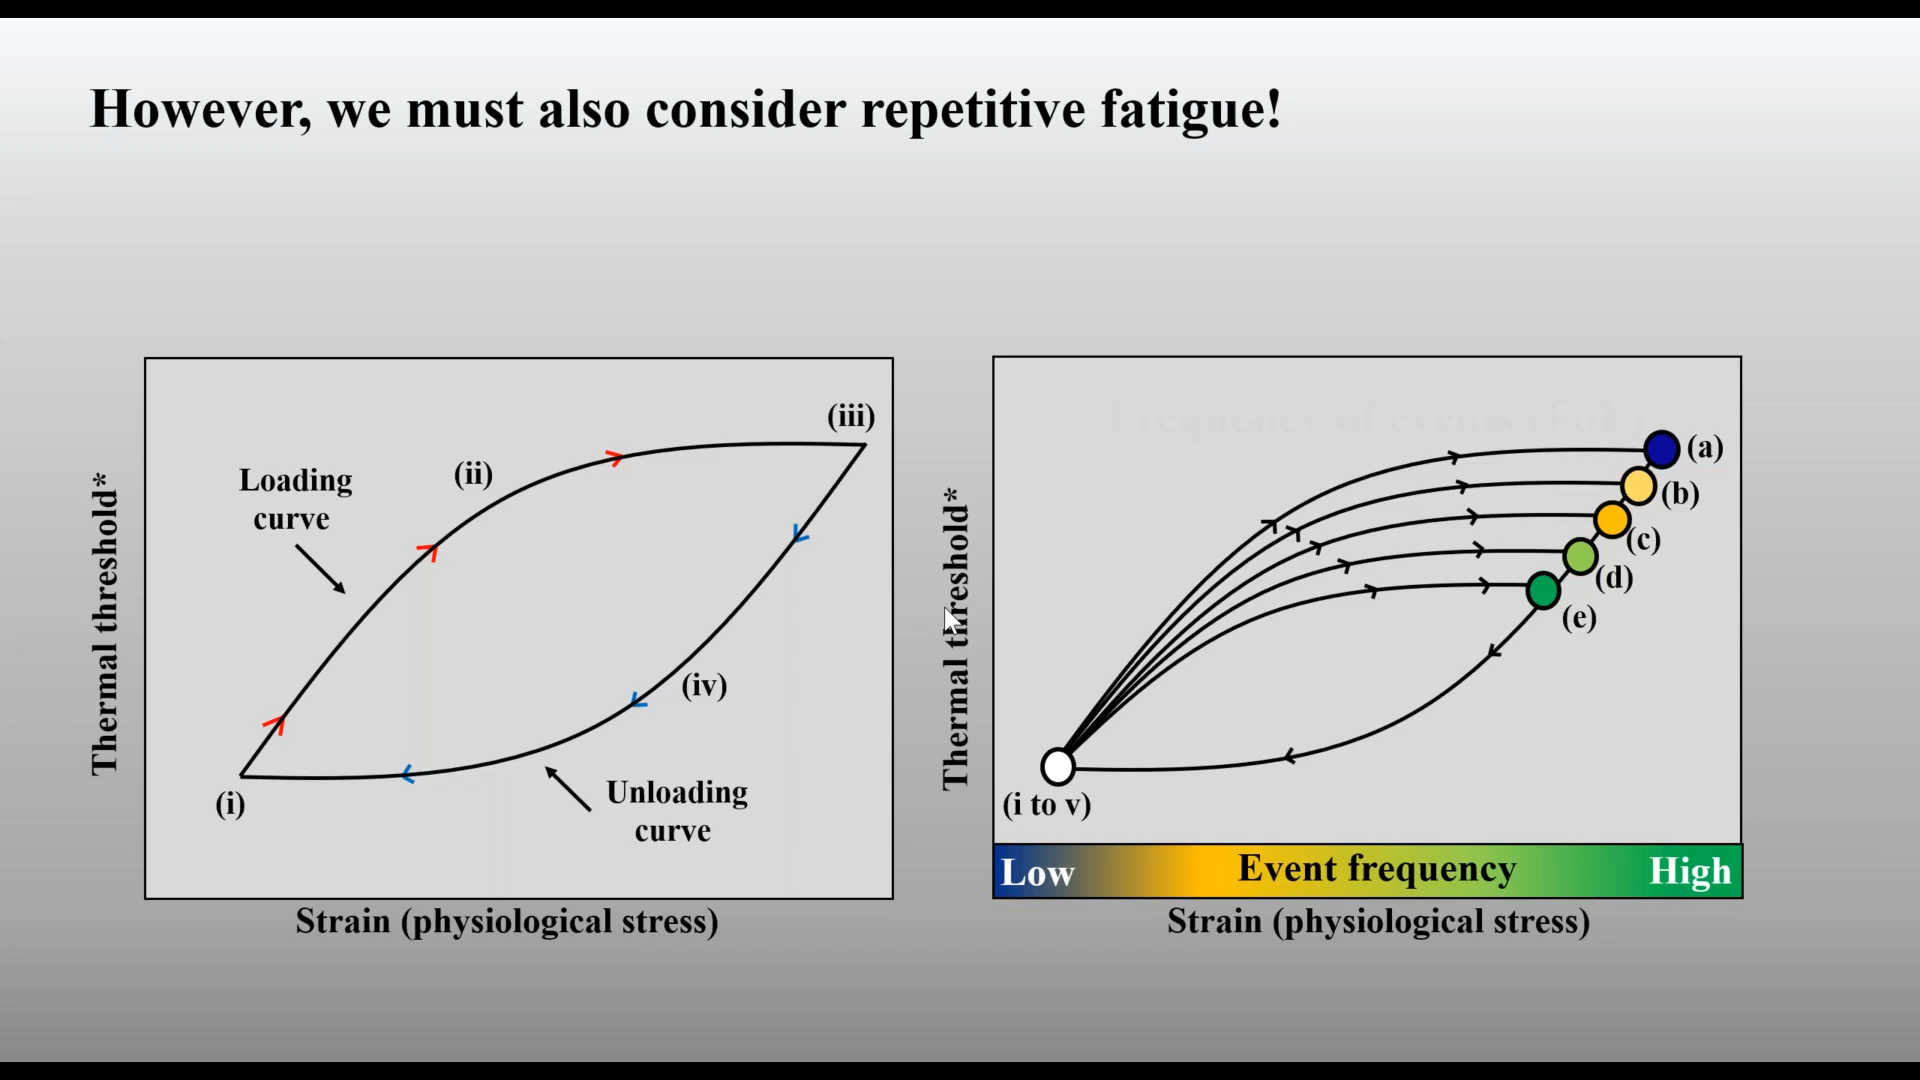 However, we must also consider repetitive fatigue!
Thermal threshold*
Loading
curve
(i)
(ii)
(iii)
(iv)
Unloading
curve
Strain (physiological stress)
Thermal threshold*
(a)
(b)
(c)
(d)
(e)
(i to v)
Low
Event frequency
High
Strain (physiological stress)